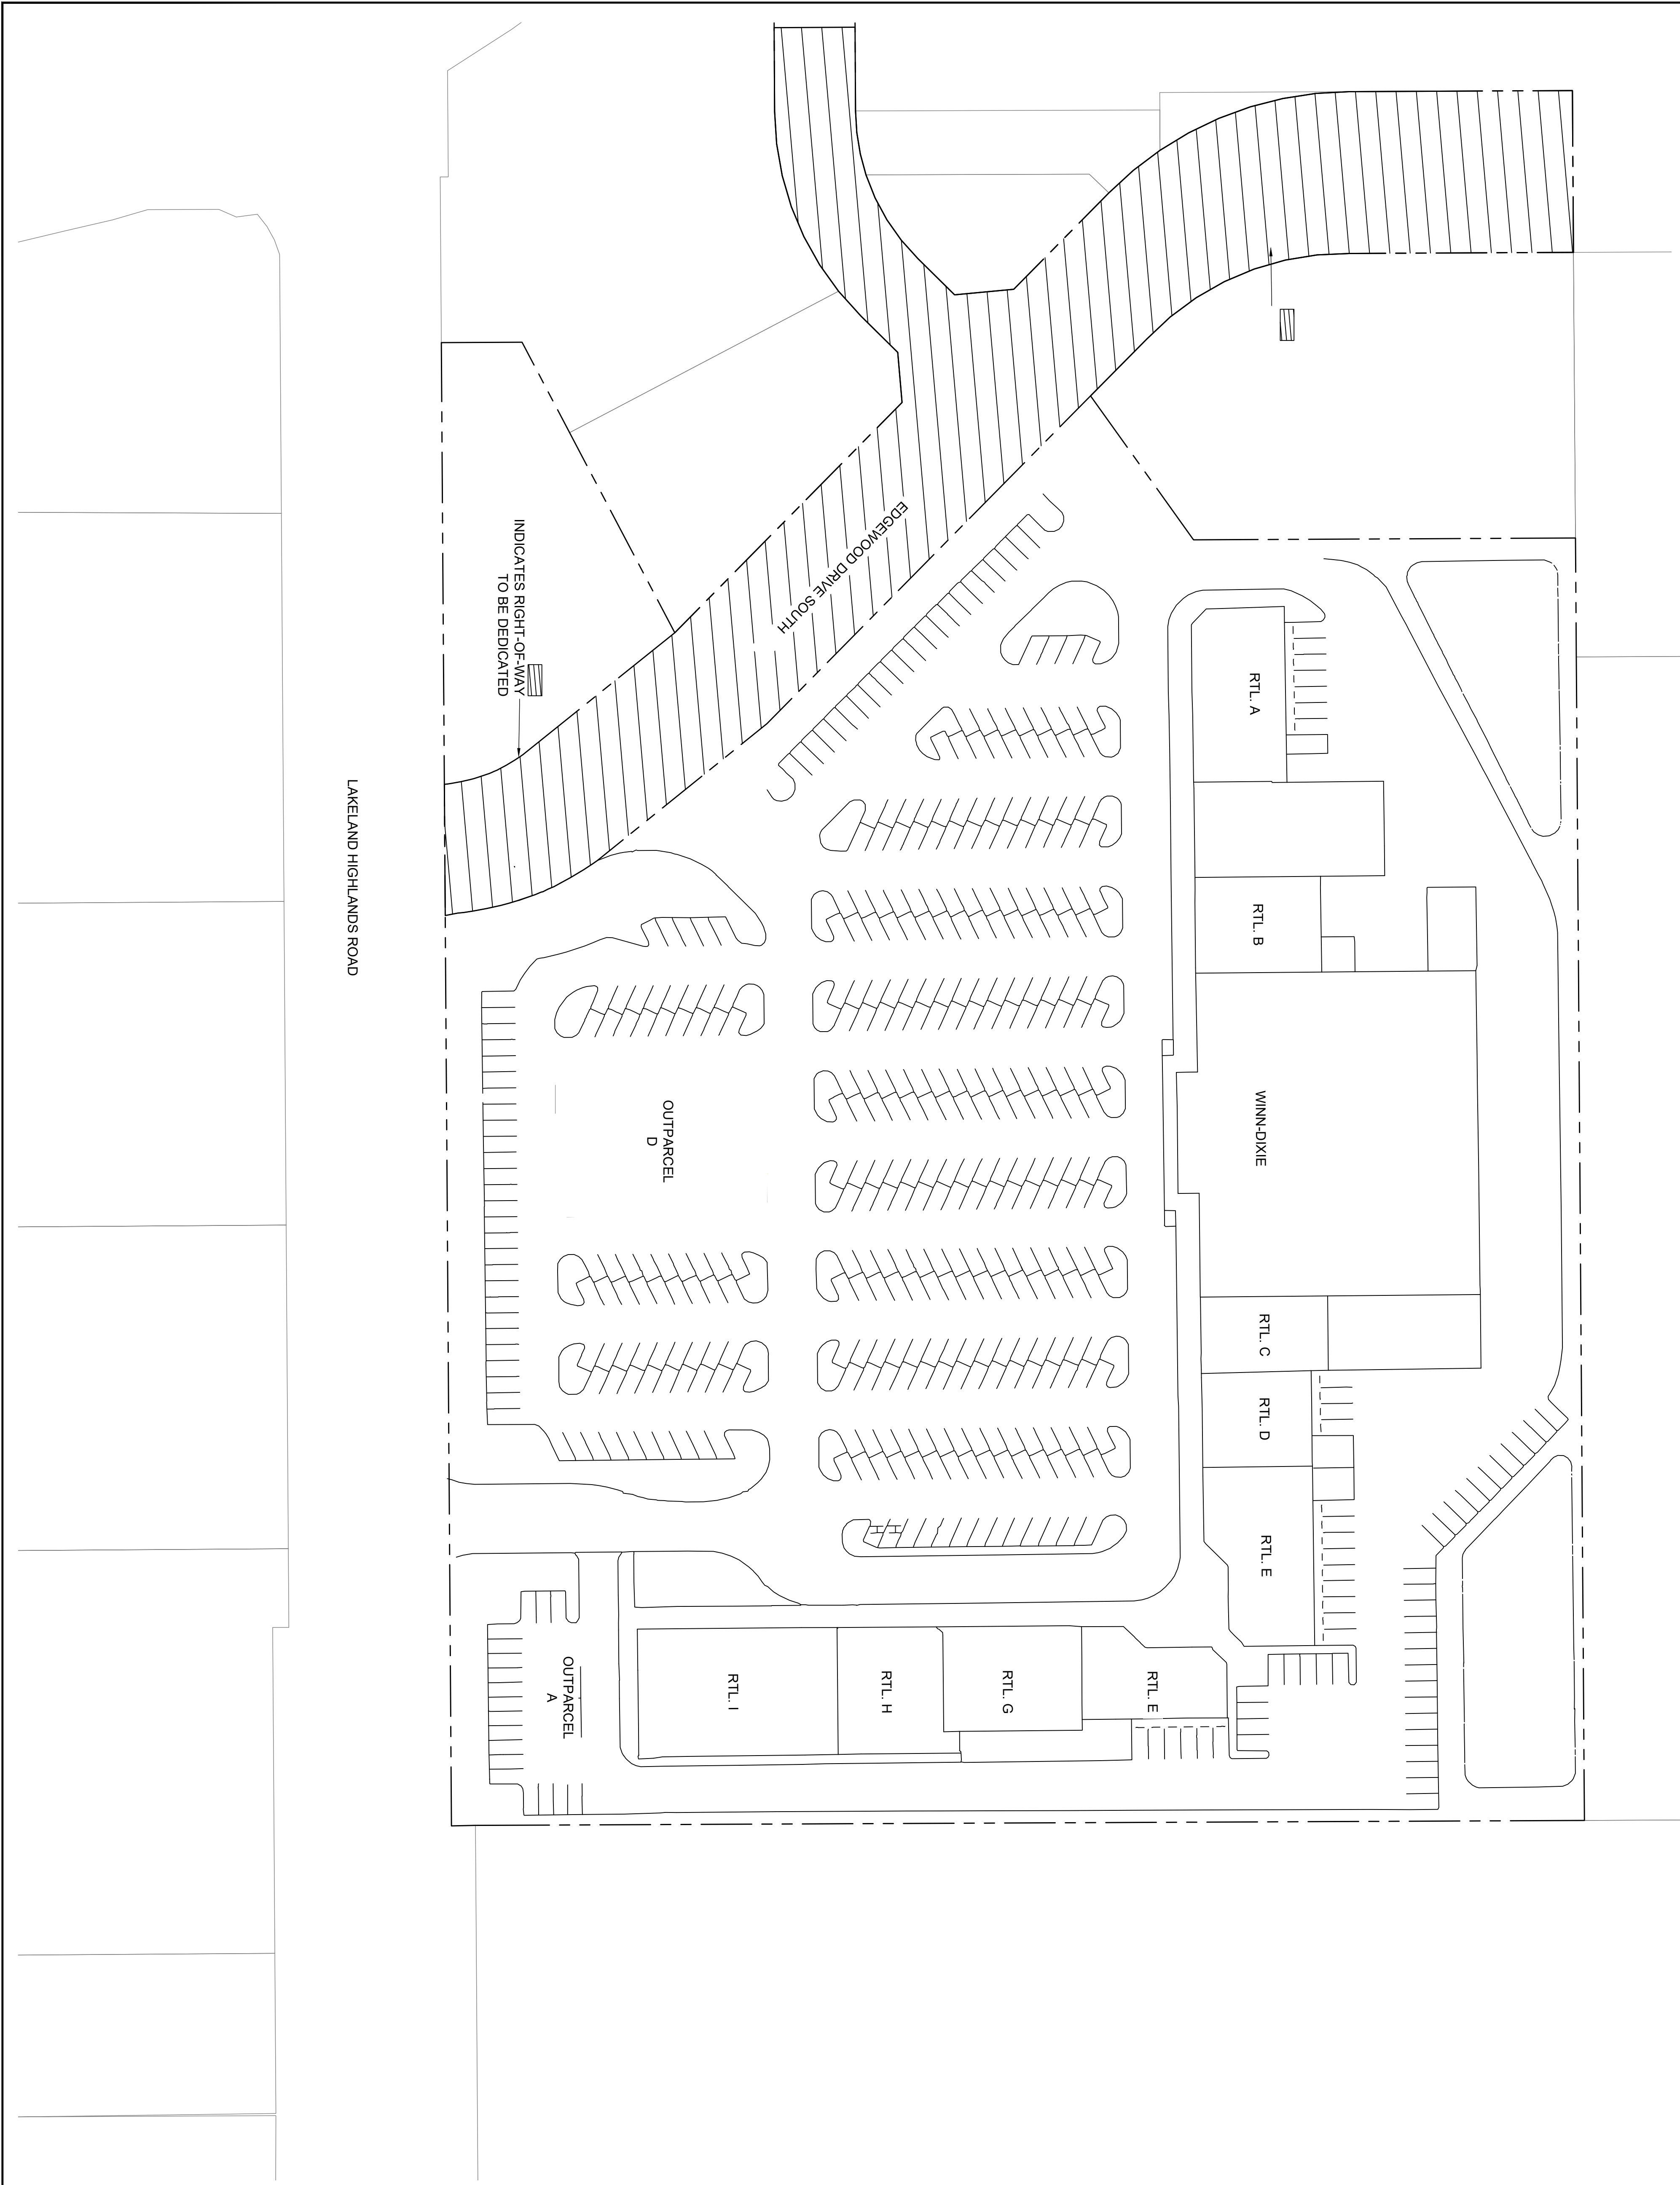 EDGEWOOD DRIVE SOUTH
INDICATES RIGHT-OF-WAY
TO BE DEDICATED
LAKELAND HIGHLANDS ROAD
RTL. A
RTL. B
WINN-DIXIE
RTL. C
RTL. D
RTL. E
OUTPARCEL
D
OUTPARCEL
A
RTL. I
RTL. H
RTL. G
RTL. E